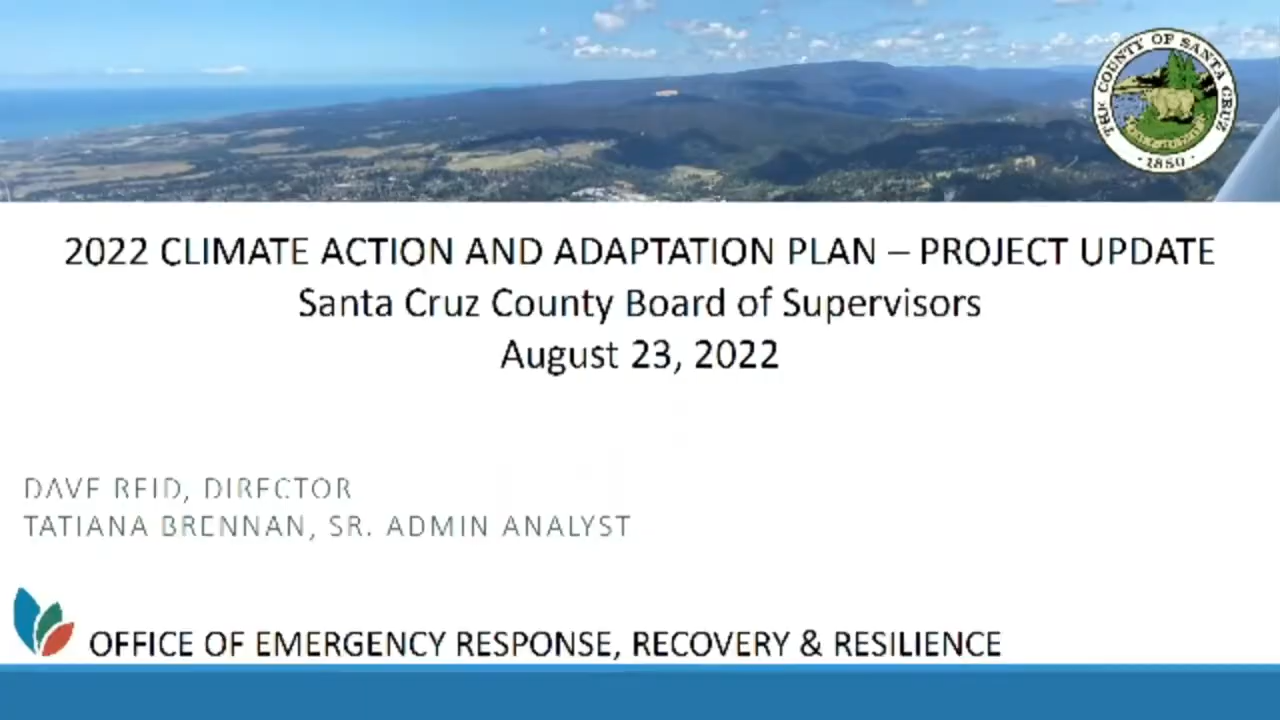 THE COUNTY OF SANTA CRUZ
1850
2022 CLIMATE ACTION AND ADAPTATION PLAN – PROJECT UPDATE
Santa Cruz County Board of Supervisors
August 23, 2022
DAVE REID, DIRECTOR
TATIANA BRENNAN, SR. ADMIN ANALYST
OFFICE OF EMERGENCY RESPONSE, RECOVERY & RESILIENCE